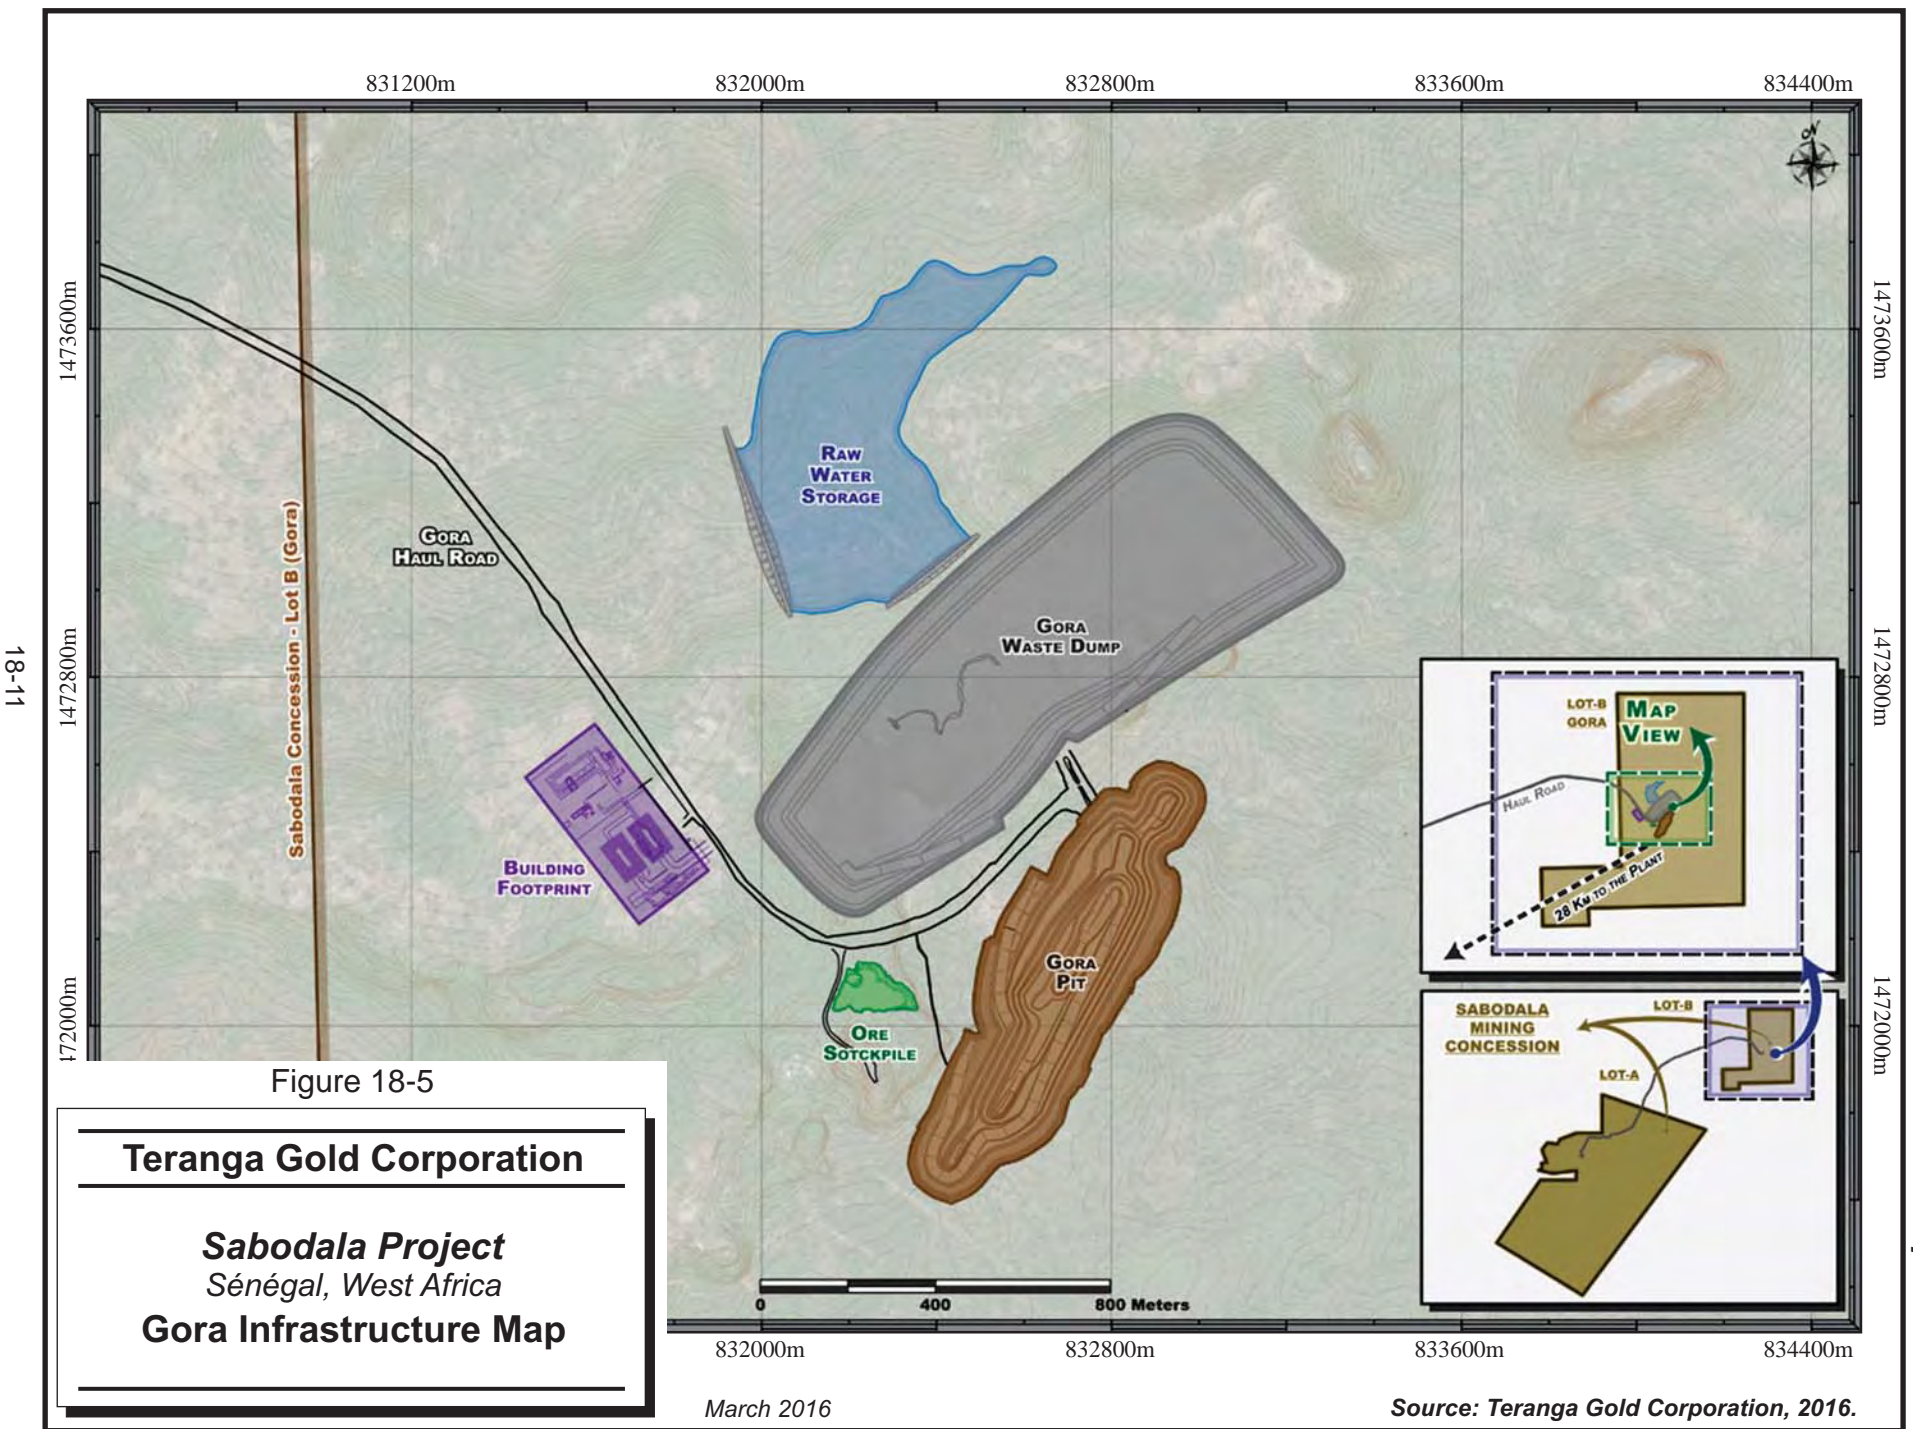 831200m
832000m
832800m
833600m
834400m
N
1473600m
1472800m
472000m
1473600m
1472800m
1472000m
18-11
Sabodala Concession - Lot B (Gora)
GORA
HAUL ROAD
RAW
WATER
STORAGE
GORA
WASTE DUMP
BUILDING
FOOTPRINT
GORA
PIT
ORE
SOTCKPILE
LOT-B
GORA
MAP
VIEW
HAUL ROAD
28 KM TO THE PLANT
SABODALA
MINING
CONCESSION
LOT-B
LOT-A
0
400
800 Meters
832000m
832800m
833600m
834400m
Figure 18-5
Teranga Gold Corporation
Sabodala Project
Sénégal, West Africa
Gora Infrastructure Map
March 2016
Source: Teranga Gold Corporation, 2016.